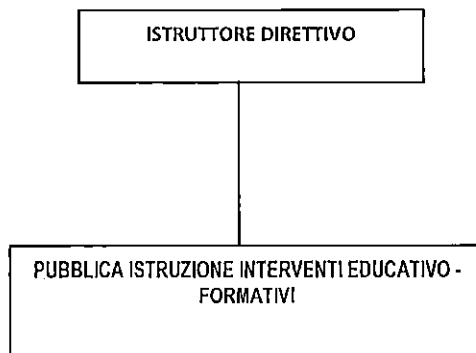 ISTRUTTORE DIRETTIVO
PUBBLICA ISTRUZIONE INTERVENTI EDUCATIVO -
FORMATIVI